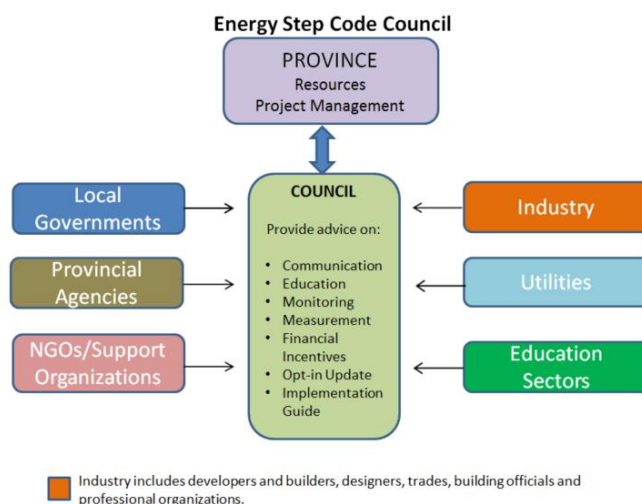 Energy Step Code Council
PROVINCE
Resources
Project Management
Local
Governments
Provincial
Agencies
NGOs/Support
Organizations
COUNCIL
Provide advice on:
• Communication
• Education
• Monitoring
• Measurement
• Financial
Incentives
• Opt-in Update
• Implementation
Guide
Industry
Utilities
Education
Sectors
Industry includes developers and builders, designers, trades, building officials and
professional organizations.